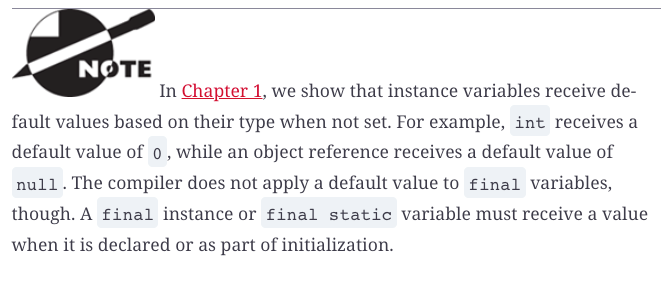 NOTE
In Chapter 1, we show that instance variables receive de-
fault values based on their type when not set. For example, int receives a
default value of 0, while an object reference receives a default value of
null. The compiler does not apply a default value to final variables,
though. A final instance or final static variable must receive a value
when it is declared or as part of initialization.